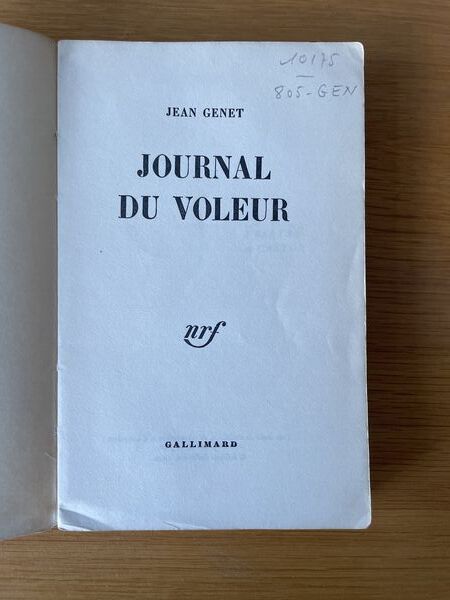 10175
805-GEN
JEAN GENET
JOURNAL
DU VOLEUR
nrf
GALLIMARD